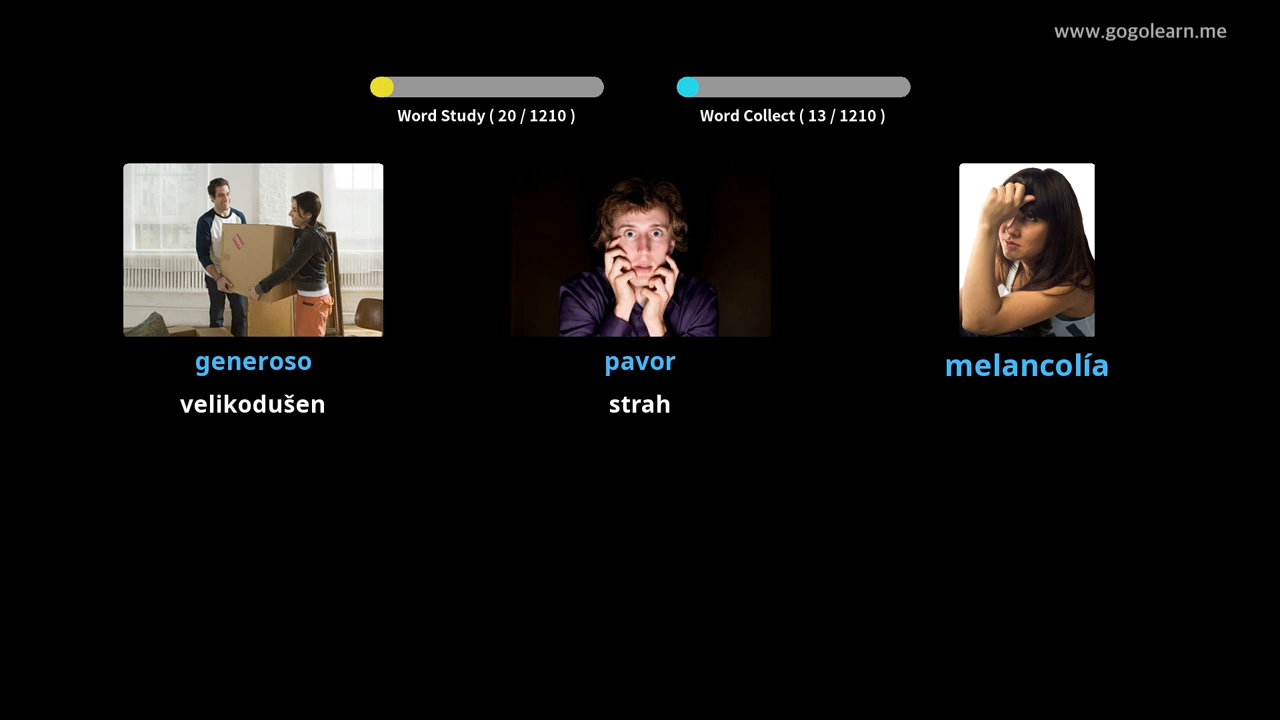 www.gogolearn.me
Word Study ( 20 / 1210 )
Word Collect ( 13 / 1210 )
generoso
pavor
melancolía
velikodušen
strah